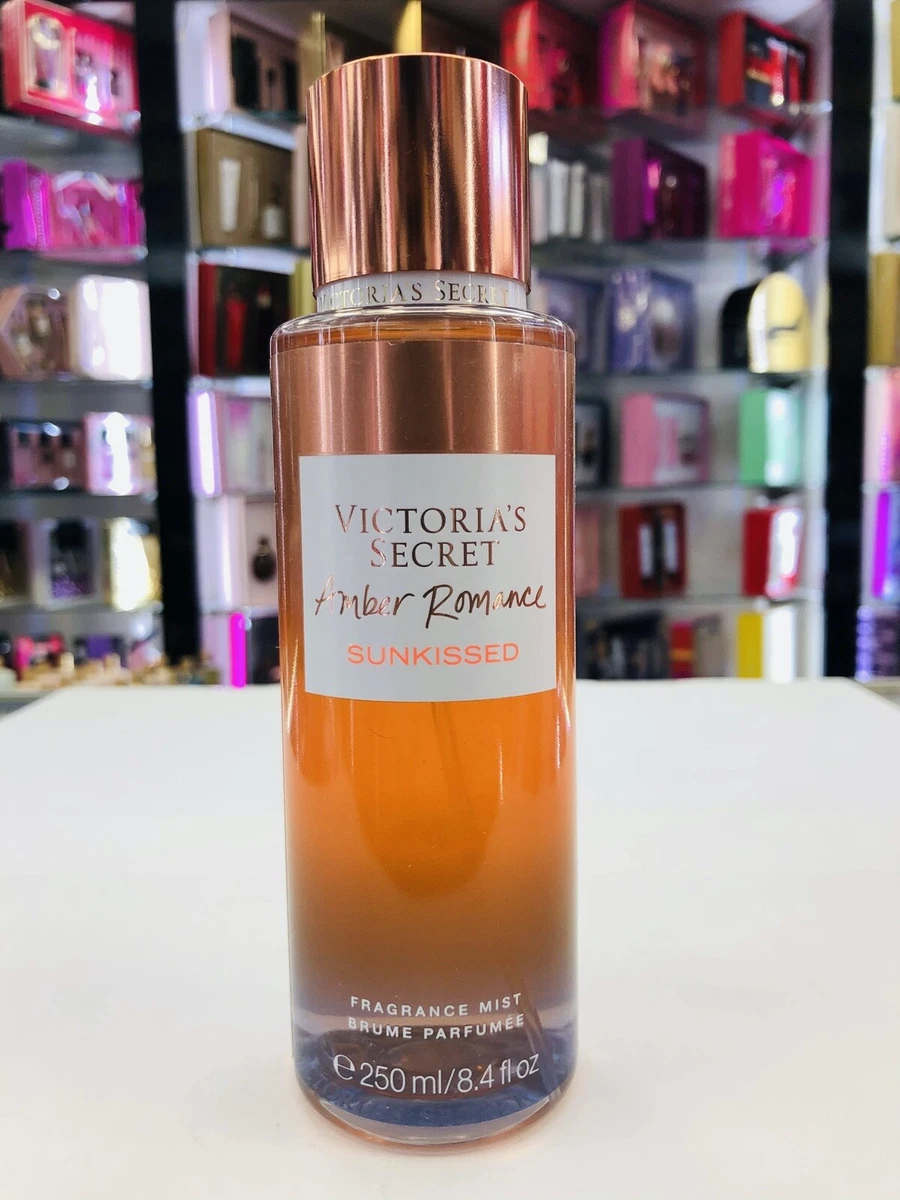 VICTORIA'S SECRET
VICTORIA'S
SECRET
Amber Romance
SUNKISSED
FRAGRANCE MIST
BRUME PARFUMÉE
℮ 250 ml/8.4 fl oz